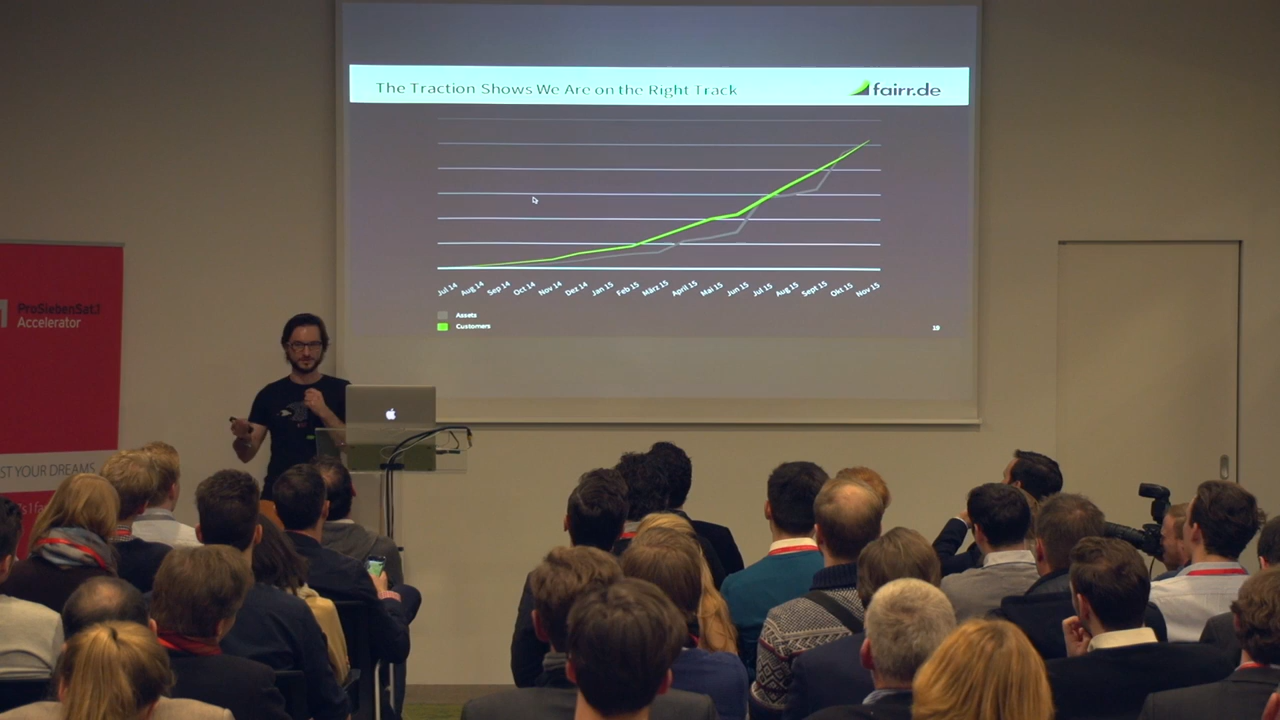 The Traction Shows We Are on the Right Track
fairr.de
Jul 14
Aug 14
Sep 14
Oct 14
Nov 14
Dez 14
Jan 15
Feb 15
März 15
April 15
Mai 15
Jun 15
Jul 15
Aug 15
Sept 15
Okt 15
Nov 15
Assets
Customers
19
ProSiebenSat.1
Accelerator
ST YOUR DREAMS